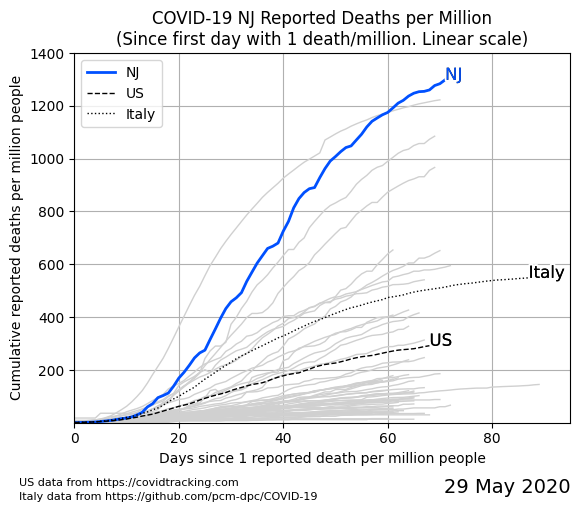 COVID-19 NJ Reported Deaths per Million
(Since first day with 1 death/million. Linear scale)
Cumulative reported deaths per million people
1400
1200
1000
800
600
400
200
NJ
US
Italy
NJ
Italy
US
0
20
40
60
80
Days since 1 reported death per million people
US data from https://covidtracking.com
Italy data from https://github.com/pcm-dpc/COVID-19
29 May 2020